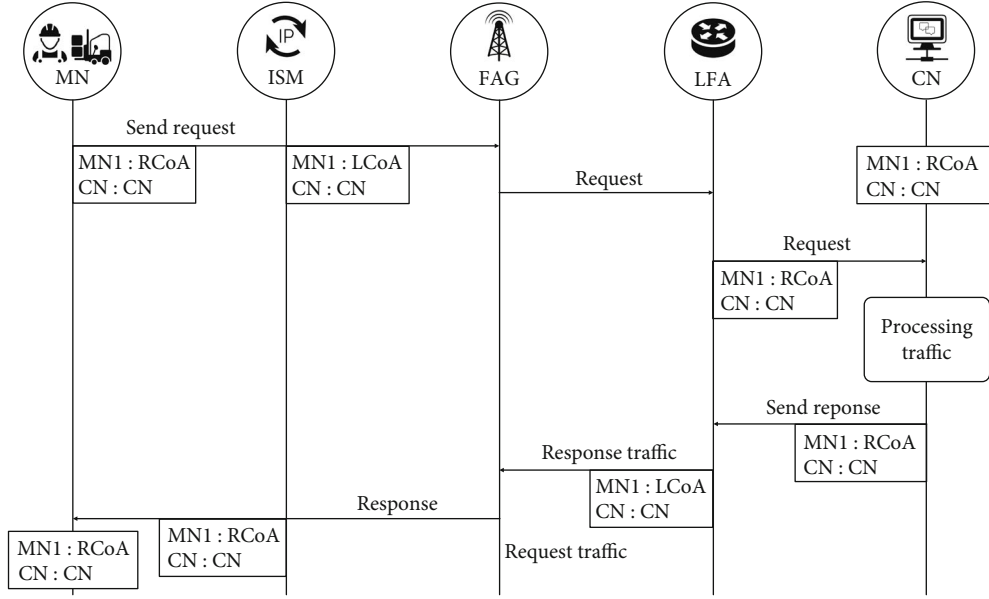 IP
MN
ISM
FAG
LFA
CN
Send request
MN1 : RCoA
CN : CN
MN1 : LCoA
CN : CN
MN1 : RCoA
CN : CN
Request
Request
MN1 : RCoA
CN : CN
Processing
traffic
Send reponse
MN1 : RCoA
CN : CN
Response traffic
MN1 : LCoA
CN : CN
Response
MN1 : RCoA
CN : CN
Request traffic
MN1 : RCoA
CN : CN